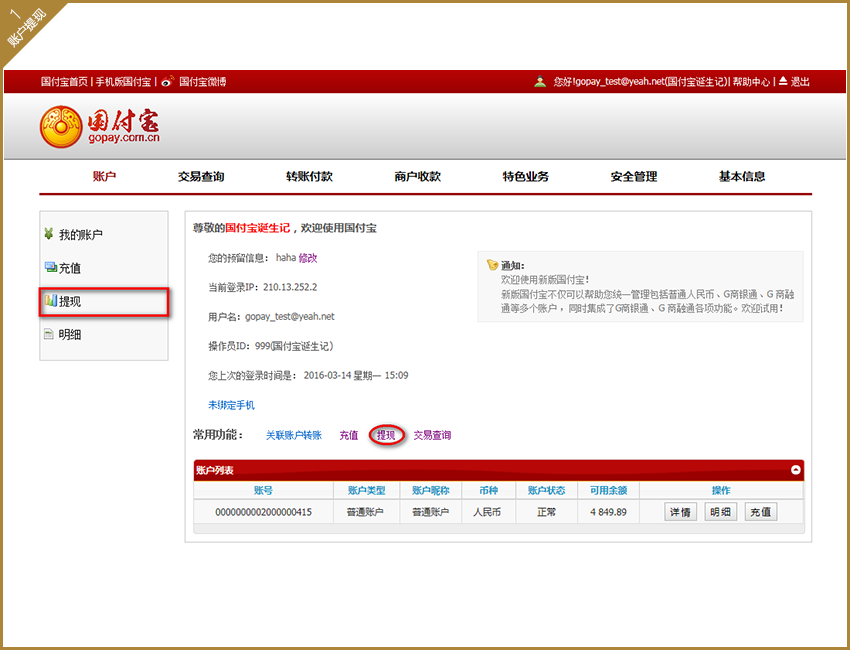 1
账户提现
国付宝首页 | 手机版国付宝 | 国付宝微博
您好!gopay_test@yeah.net(国付宝诞生记)| 帮助中心 | 退出
国付宝
gopay.com.cn
账户 交易查询 转账付款 商户收款 特色业务 安全管理 基本信息
我的账户
充值
提现
明细
尊敬的国付宝诞生记，欢迎使用国付宝
您的预留信息： haha 修改
当前登录IP：210.13.252.2
用户名：gopay_test@yeah.net
操作员ID：999(国付宝诞生记)
您上次的登录时间是： 2016-03-14 星期一 15:09
未绑定手机
通知：
欢迎使用新版国付宝！
新版国付宝不仅可以帮助您统一管理包括普通人民币、G商银通、G 商融
通等多个账户，同时集成了G商银通、G 商融通各项功能。欢迎试用！
常用功能： 关联账户转账 充值 提现 交易查询
账户列表
账号 账户类型 账户昵称 币种 账户状态 可用余额 操作
0000000002000000415 普通账户 普通账户 人民币 正常 4 849.89 详情 明细 充值